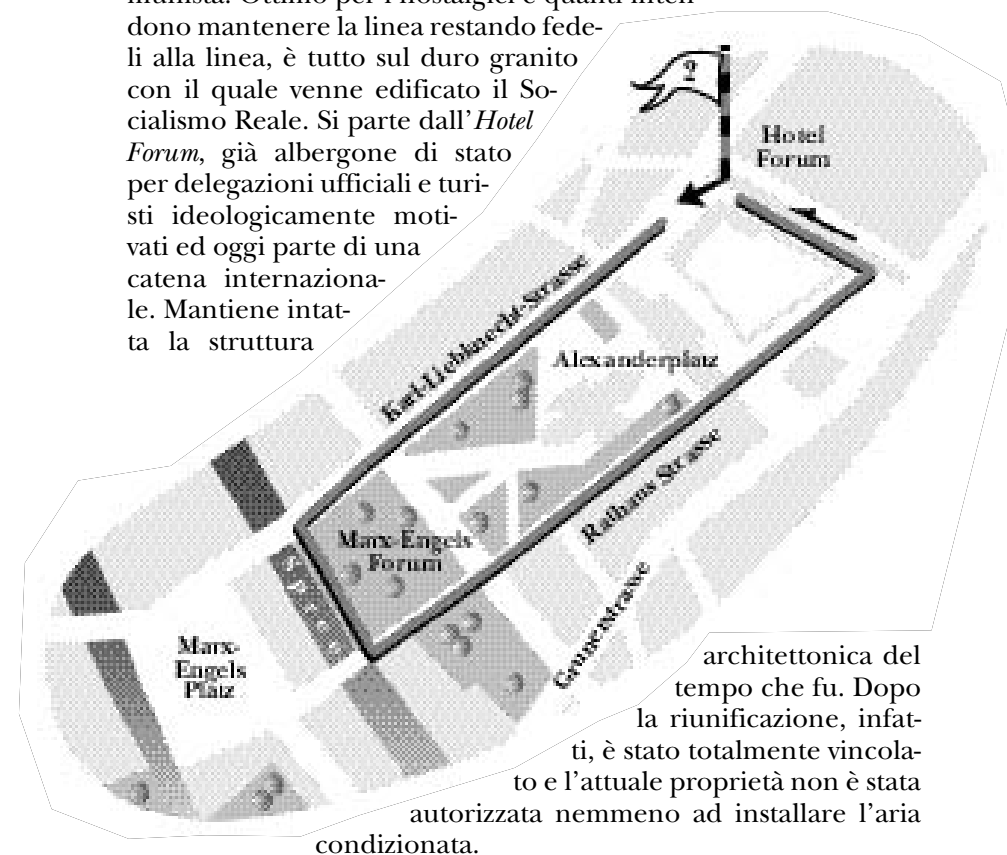 dono mantenere la linea restando fede-
li alla linea, è tutto sul duro granito
con il quale venne edificato il So-
cialismo Reale. Si parte dall’Hotel
Forum, già albergone di stato
per delegazioni ufficiali e turi-
sti ideologicamente moti-
vati ed oggi parte di una
catena internaziona-
le. Mantiene intat-
ta la struttura
architettonica del
tempo che fu. Dopo
la riunificazione, infat-
ti, è stato totalmente vincola-
to e l’attuale proprietà non è stata
autorizzata nemmeno ad installare l’aria
condizionata.
2
Hotel
Forum
Karl-Liebknecht-Strasse
Alexanderplatz
Rathaus Strasse
Marx-Engels
Forum
Spree
Grunerstrasse
Marx-
Engels
Platz